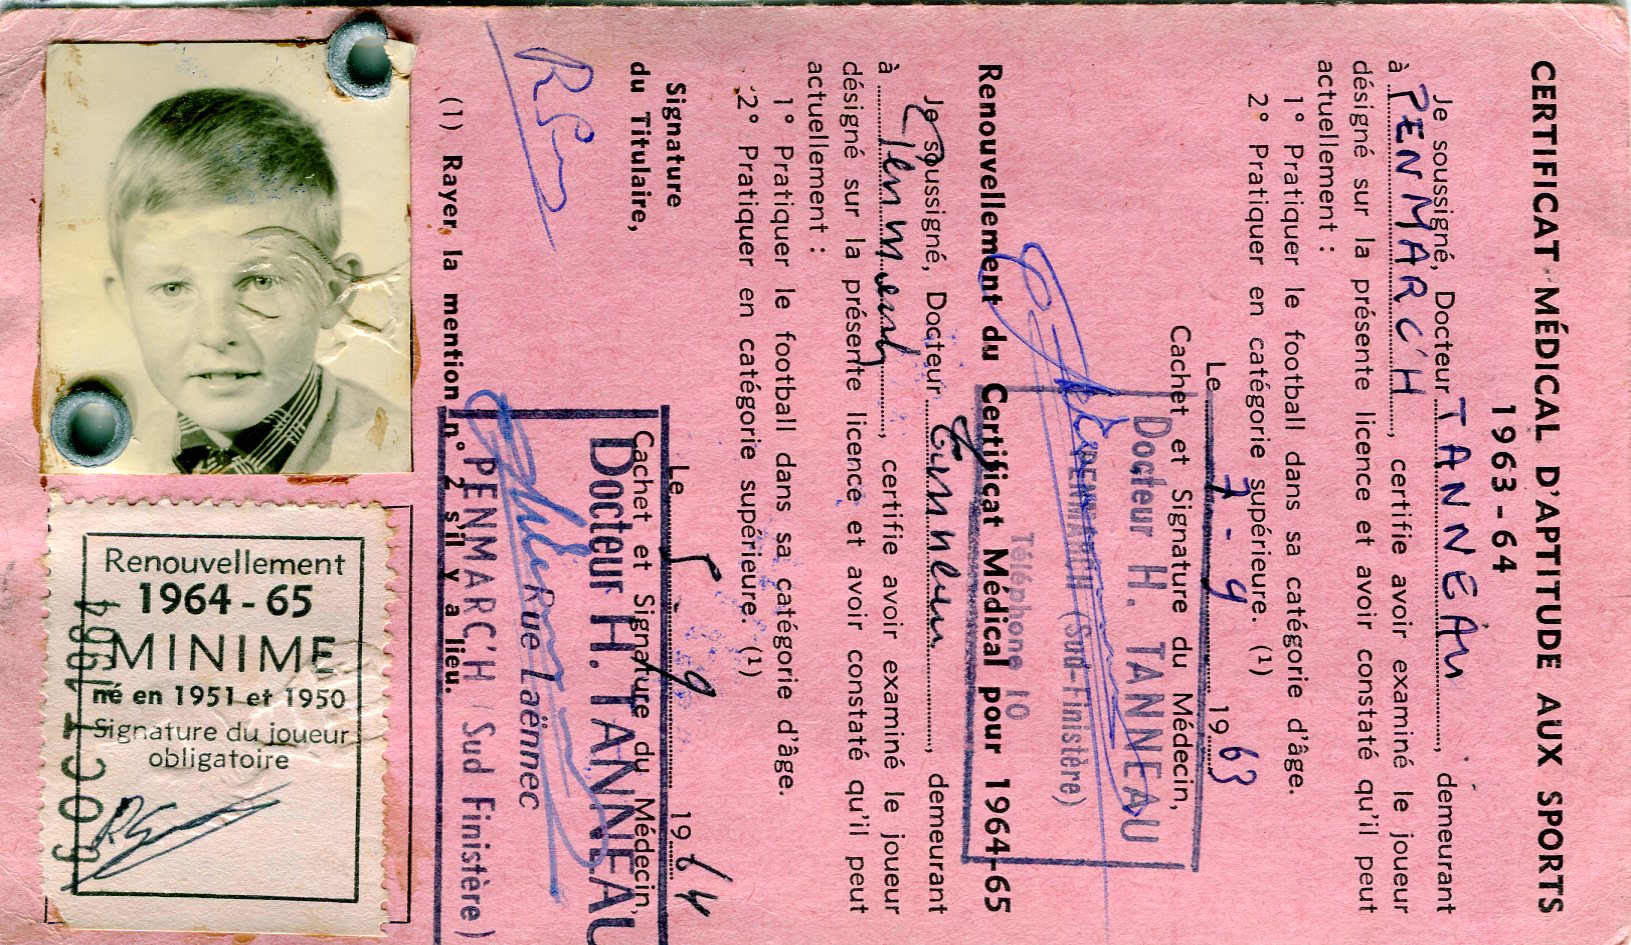 CERTIFICAT MÉDICAL D'APTITUDE AUX SPORTS
1963-64
Je soussigné, Docteur TANNEAU, demeurant
à PENMARC'H, certifie avoir examiné le joueur
désigné sur la présente licence et avoir constaté qu'il peut
actuellement :
1° Pratiquer le football dans sa catégorie d'âge.
2° Pratiquer en catégorie supérieure. (1)
Le 7-9 1963
Cachet et Signature du Médecin,
Docteur H. TANNEAU
PENMARCH (Sud-Finistère)
Téléphone 10
Renouvellement du Certificat Médical pour 1964-65
Je soussigné, Docteur Tanneau, demeurant
à Penmarch, certifie avoir examiné le joueur
désigné sur la présente licence et avoir constaté qu'il peut
actuellement :
1° Pratiquer le football dans sa catégorie d'âge.
2° Pratiquer en catégorie supérieure. (1)
Le 5 9 1964
Signature
du Titulaire,
Cachet et Signature du Médecin,
Docteur H. TANNEAU
Rue Laënnec
PENMARC'H (Sud Finistère)
(1) Rayer la mention n° 2 s'il y a lieu.
Renouvellement
1964-65
MINIME
né en 1951 et 1950
Signature du joueur
obligatoire
OCT 1964